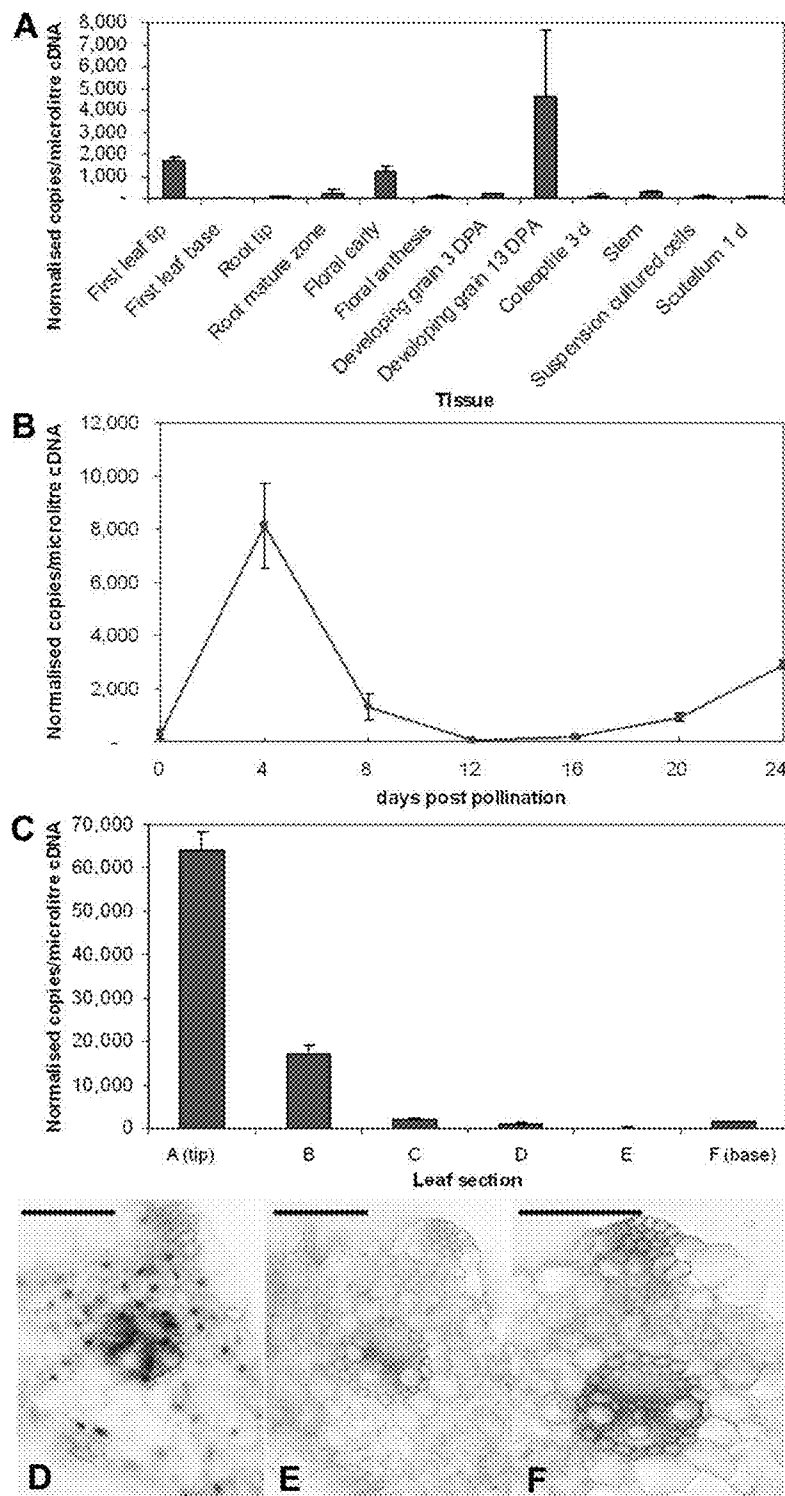 A
Normalised copies/microlitre cDNA
8,000
7,000
6,000
5,000
4,000
3,000
2,000
1,000
-
First leaf tip
First leaf base
Root tip
Root mature zone
Floral early
Floral anthesis
Developing grain 3 DPA
Developing grain 13 DPA
Coleoptile 3 d
Stem
Suspension cultured cells
Scutellum 1 d
Tissue
B
Normalised copies/microlitre cDNA
12,000
10,000
8,000
6,000
4,000
2,000
-
0 4 8 12 16 20 24
days post pollination
C
Normalised copies/microlitre cDNA
70,000
60,000
50,000
40,000
30,000
20,000
10,000
0
A (tip) B C D E F (base)
Leaf section
D E F